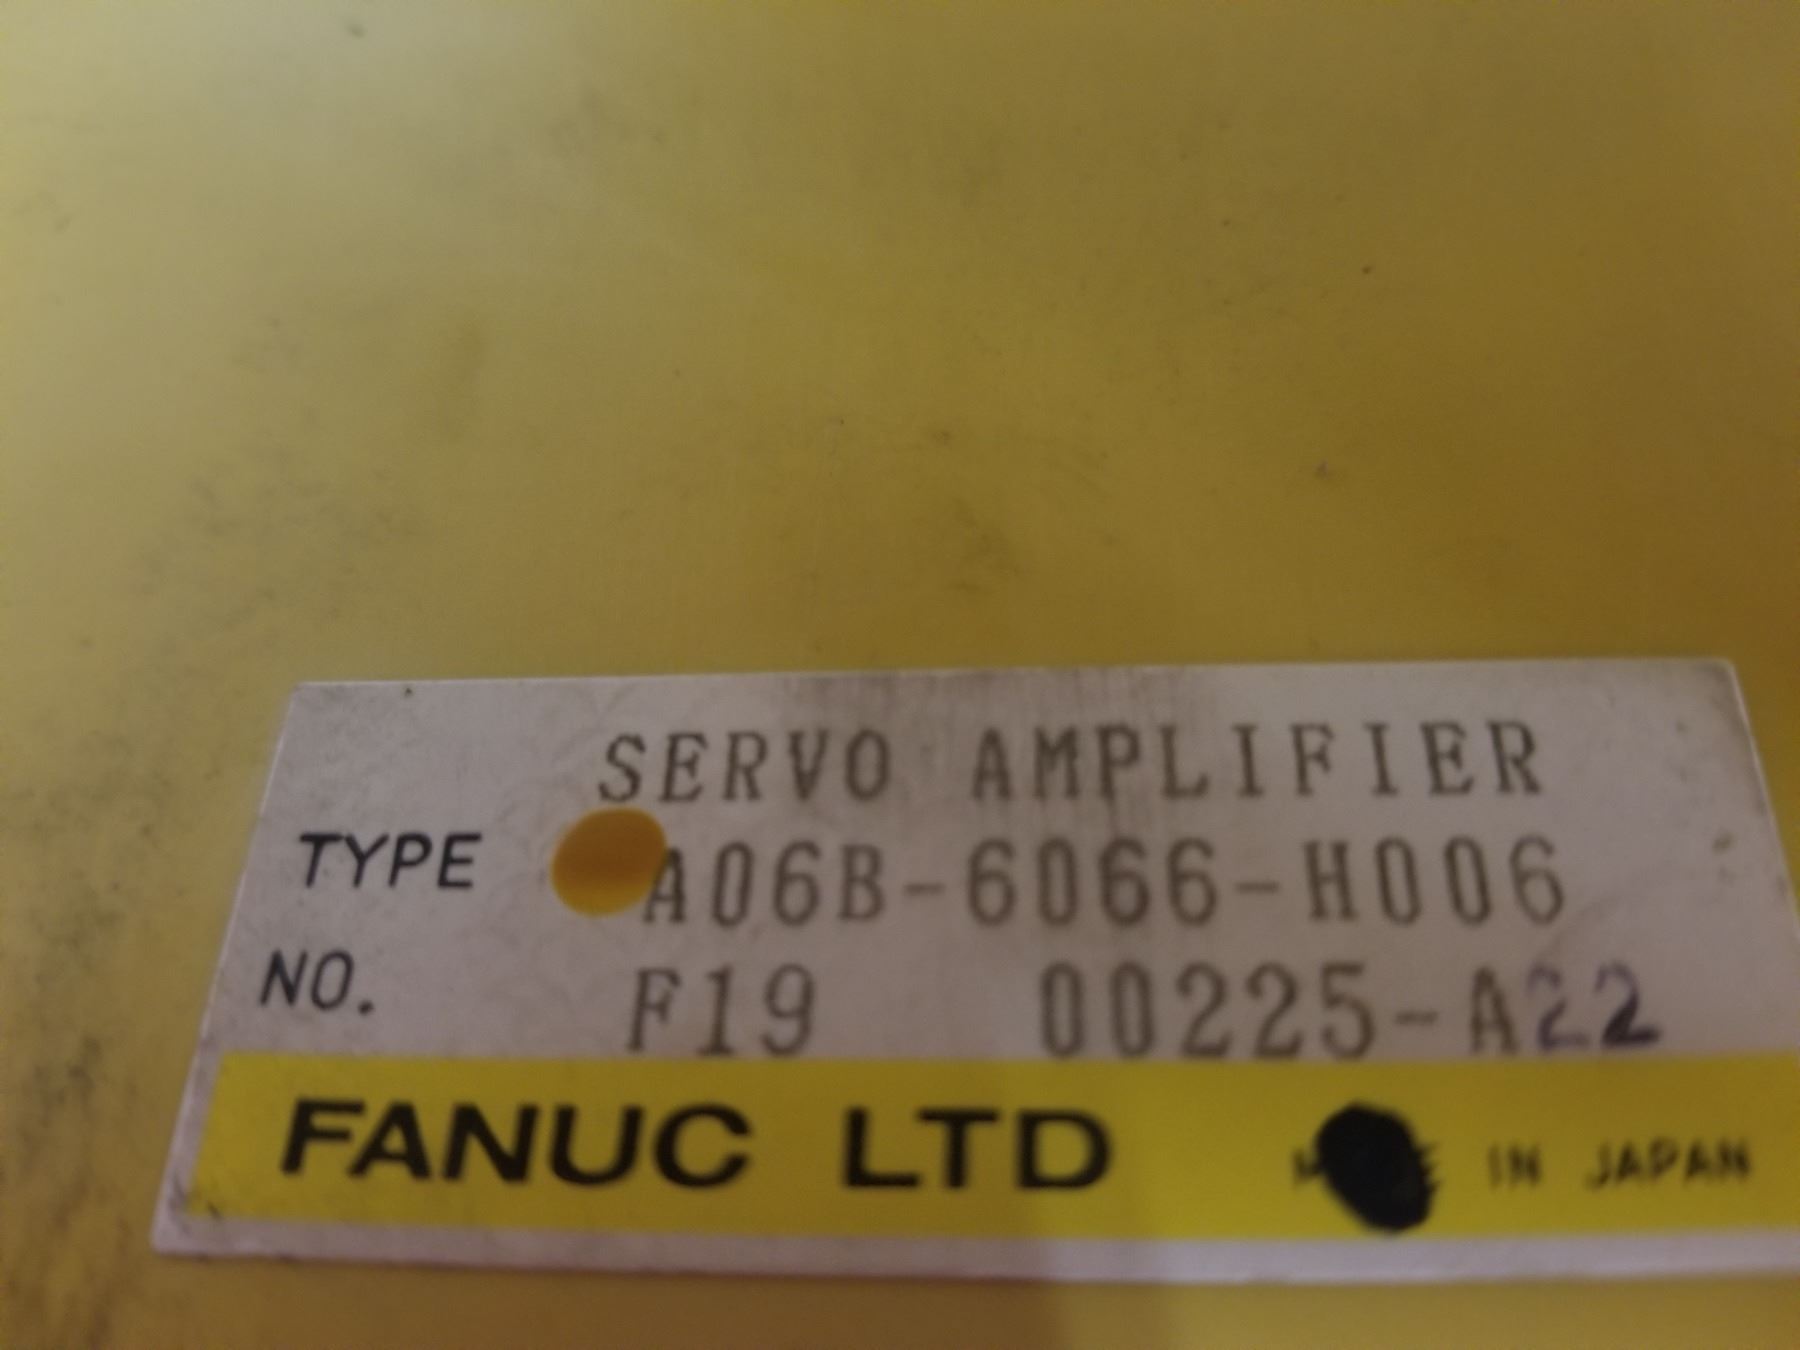 SERVO AMPLIFIER
TYPE A06B-6066-H006
NO. F19 00225-A22
FANUC LTD IN JAPAN